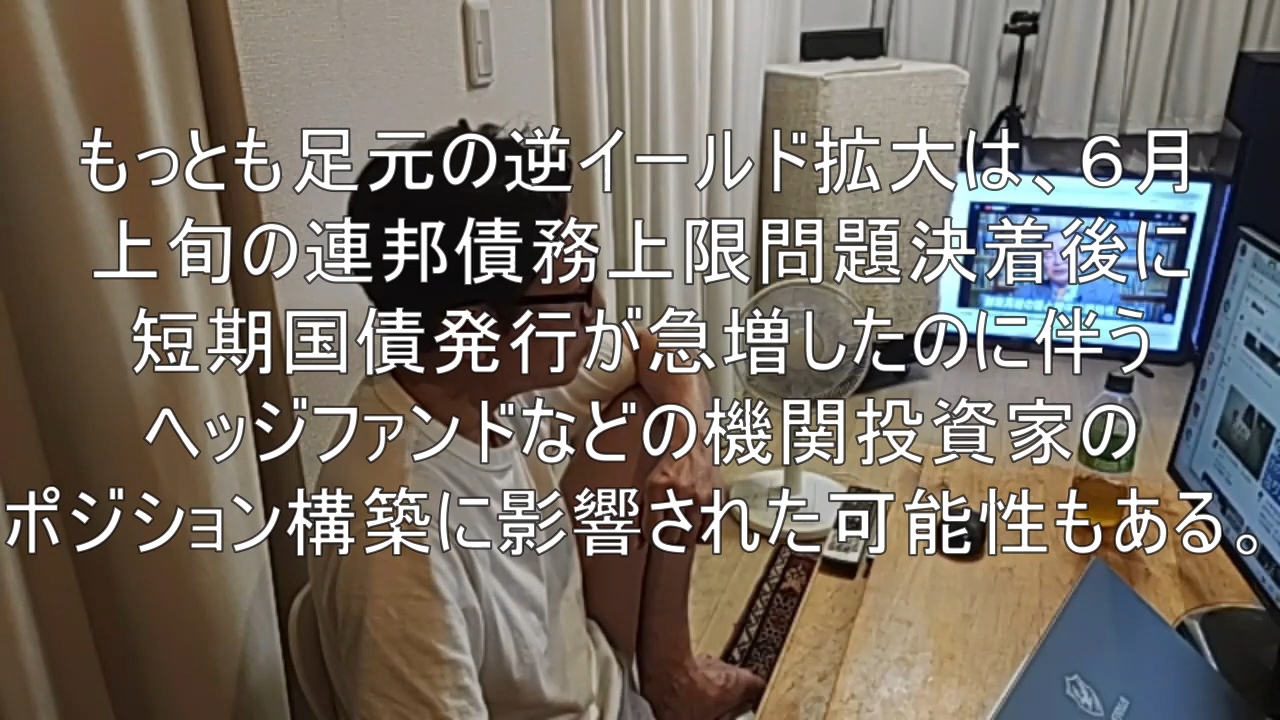 もっとも足元の逆イールド拡大は、６月
上旬の連邦債務上限問題決着後に
短期国債発行が急増したのに伴う
ヘッジファンドなどの機関投資家の
ポジション構築に影響された可能性もある。